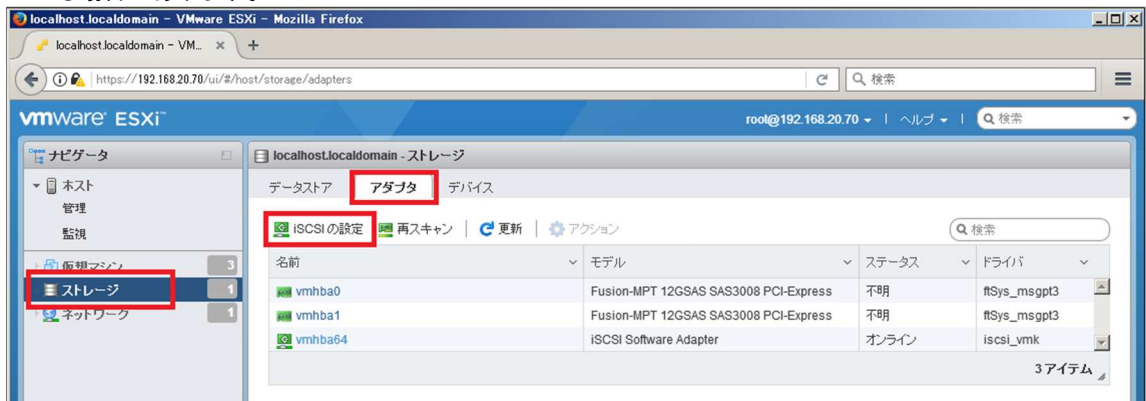 localhost.localdomain - VMware ESXi - Mozilla Firefox
localhost.localdomain - VM... × +
https://192.168.20.70/ui/#/host/storage/adapters 検索
vmware ESXi™ root@192.168.20.70 | ヘルプ | 検索
ナビゲータ
localhost.localdomain - ストレージ
ホスト
管理
監視
仮想マシン 3
ストレージ 1
ネットワーク 1
データストア アダプタ デバイス
iSCSI の設定 再スキャン | 更新 | アクション 検索
名前 モデル ステータス ドライバ
vmhba0 Fusion-MPT 12GSAS SAS3008 PCI-Express 不明 ftSys_msgpt3
vmhba1 Fusion-MPT 12GSAS SAS3008 PCI-Express 不明 ftSys_msgpt3
vmhba64 iSCSI Software Adapter オンライン iscsi_vmk
3 アイテム